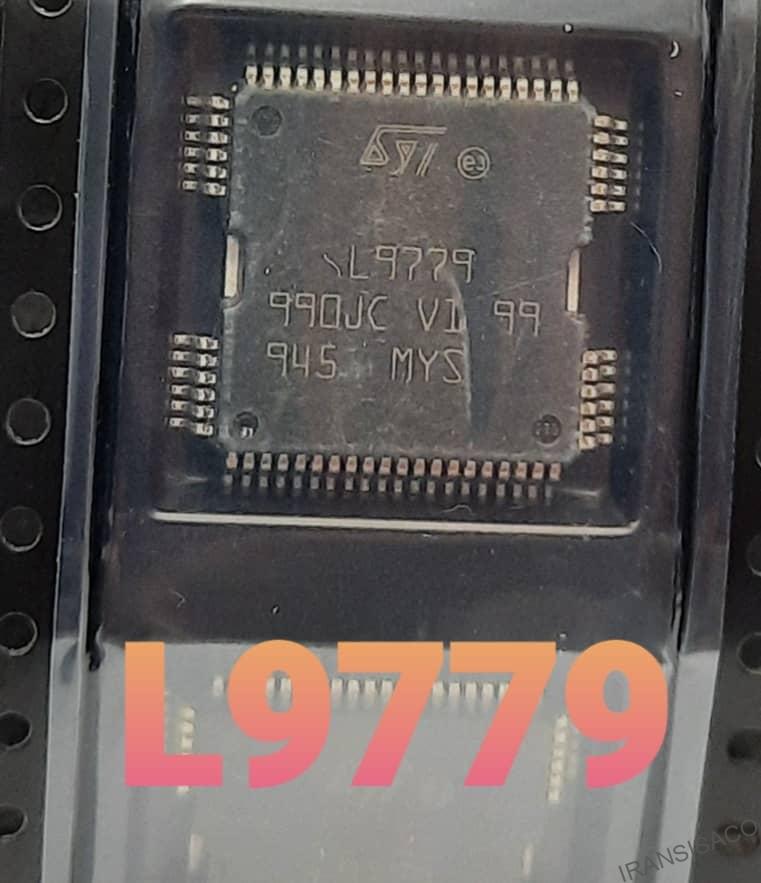 ST e3
L9779
990JC VI 99
945 MYS
L9779
IRANSISACO